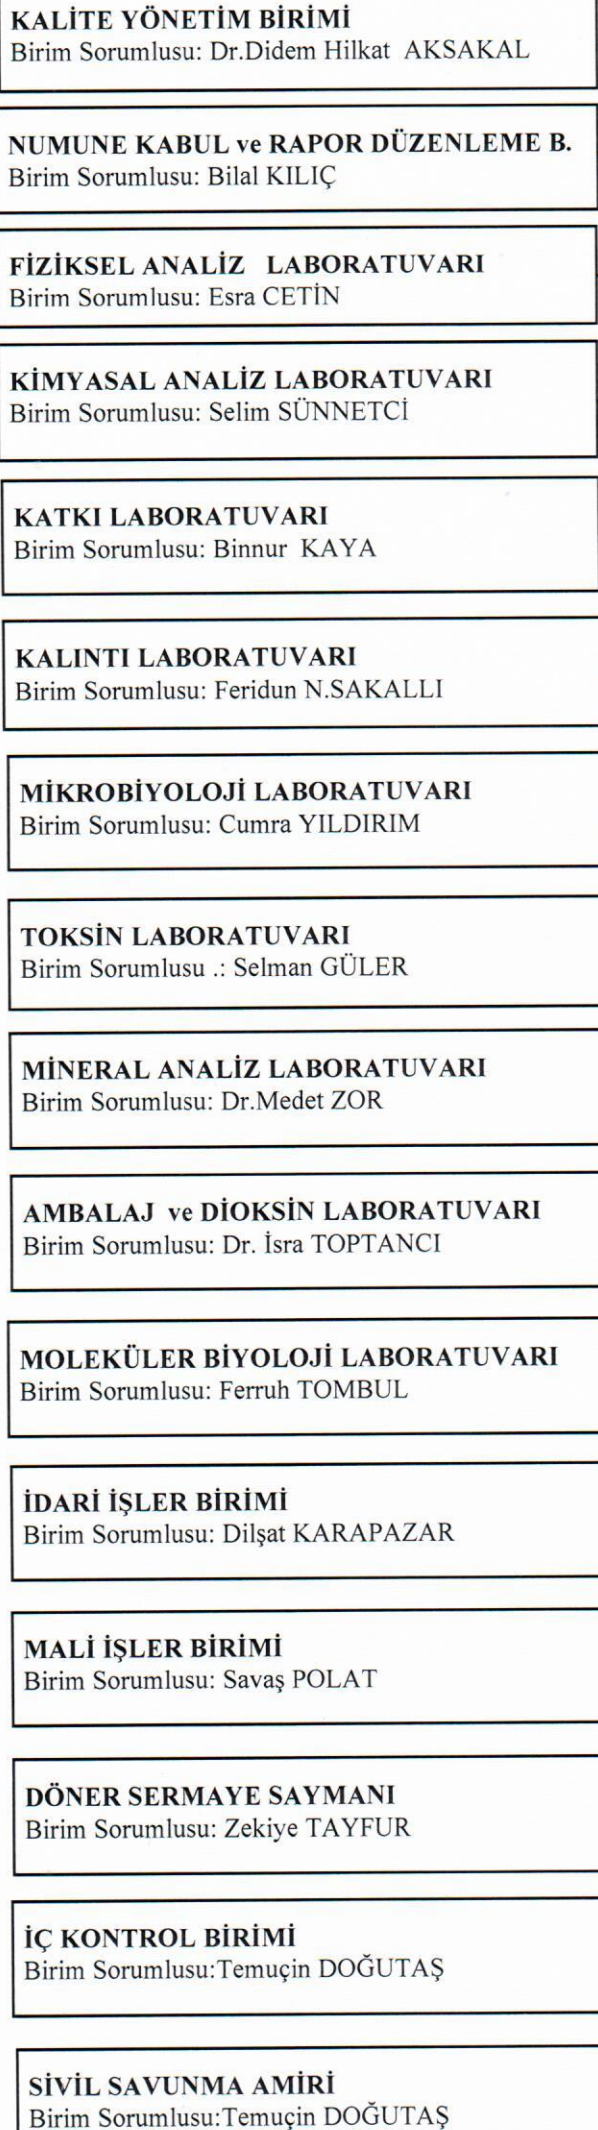 KALİTE YÖNETİM BİRİMİ
Birim Sorumlusu: Dr.Didem Hilkat AKSAKAL
NUMUNE KABUL ve RAPOR DÜZENLEME B.
Birim Sorumlusu: Bilal KILIÇ
FİZİKSEL ANALİZ LABORATUVARI
Birim Sorumlusu: Esra CETİN
KİMYASAL ANALİZ LABORATUVARI
Birim Sorumlusu: Selim SÜNNETCİ
KATKI LABORATUVARI
Birim Sorumlusu: Binnur KAYA
KALINTI LABORATUVARI
Birim Sorumlusu: Feridun N.SAKALLI
MİKROBİYOLOJİ LABORATUVARI
Birim Sorumlusu: Cumra YILDIRIM
TOKSİN LABORATUVARI
Birim Sorumlusu .: Selman GÜLER
MİNERAL ANALİZ LABORATUVARI
Birim Sorumlusu: Dr.Medet ZOR
AMBALAJ ve DİOKSİN LABORATUVARI
Birim Sorumlusu: Dr. İsra TOPTANCI
MOLEKÜLER BİYOLOJİ LABORATUVARI
Birim Sorumlusu: Ferruh TOMBUL
İDARİ İŞLER BİRİMİ
Birim Sorumlusu: Dilşat KARAPAZAR
MALİ İŞLER BİRİMİ
Birim Sorumlusu: Savaş POLAT
DÖNER SERMAYE SAYMANI
Birim Sorumlusu: Zekiye TAYFUR
İÇ KONTROL BİRİMİ
Birim Sorumlusu:Temuçin DOĞUTAŞ
SİVİL SAVUNMA AMİRİ
Birim Sorumlusu:Temuçin DOĞUTAŞ